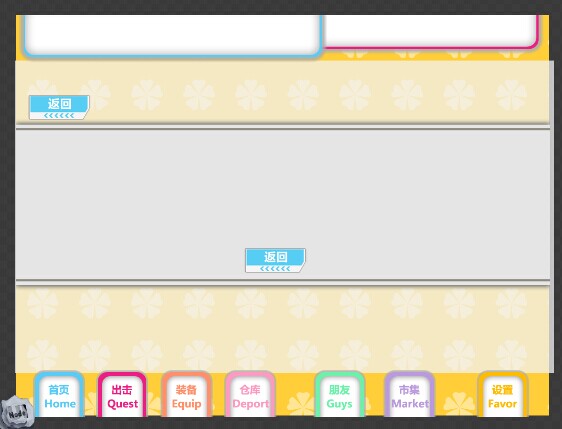 返回
返回
首页
Home
出击
Quest
装备
Equip
仓库
Deport
朋友
Guys
市集
Market
设置
Favor